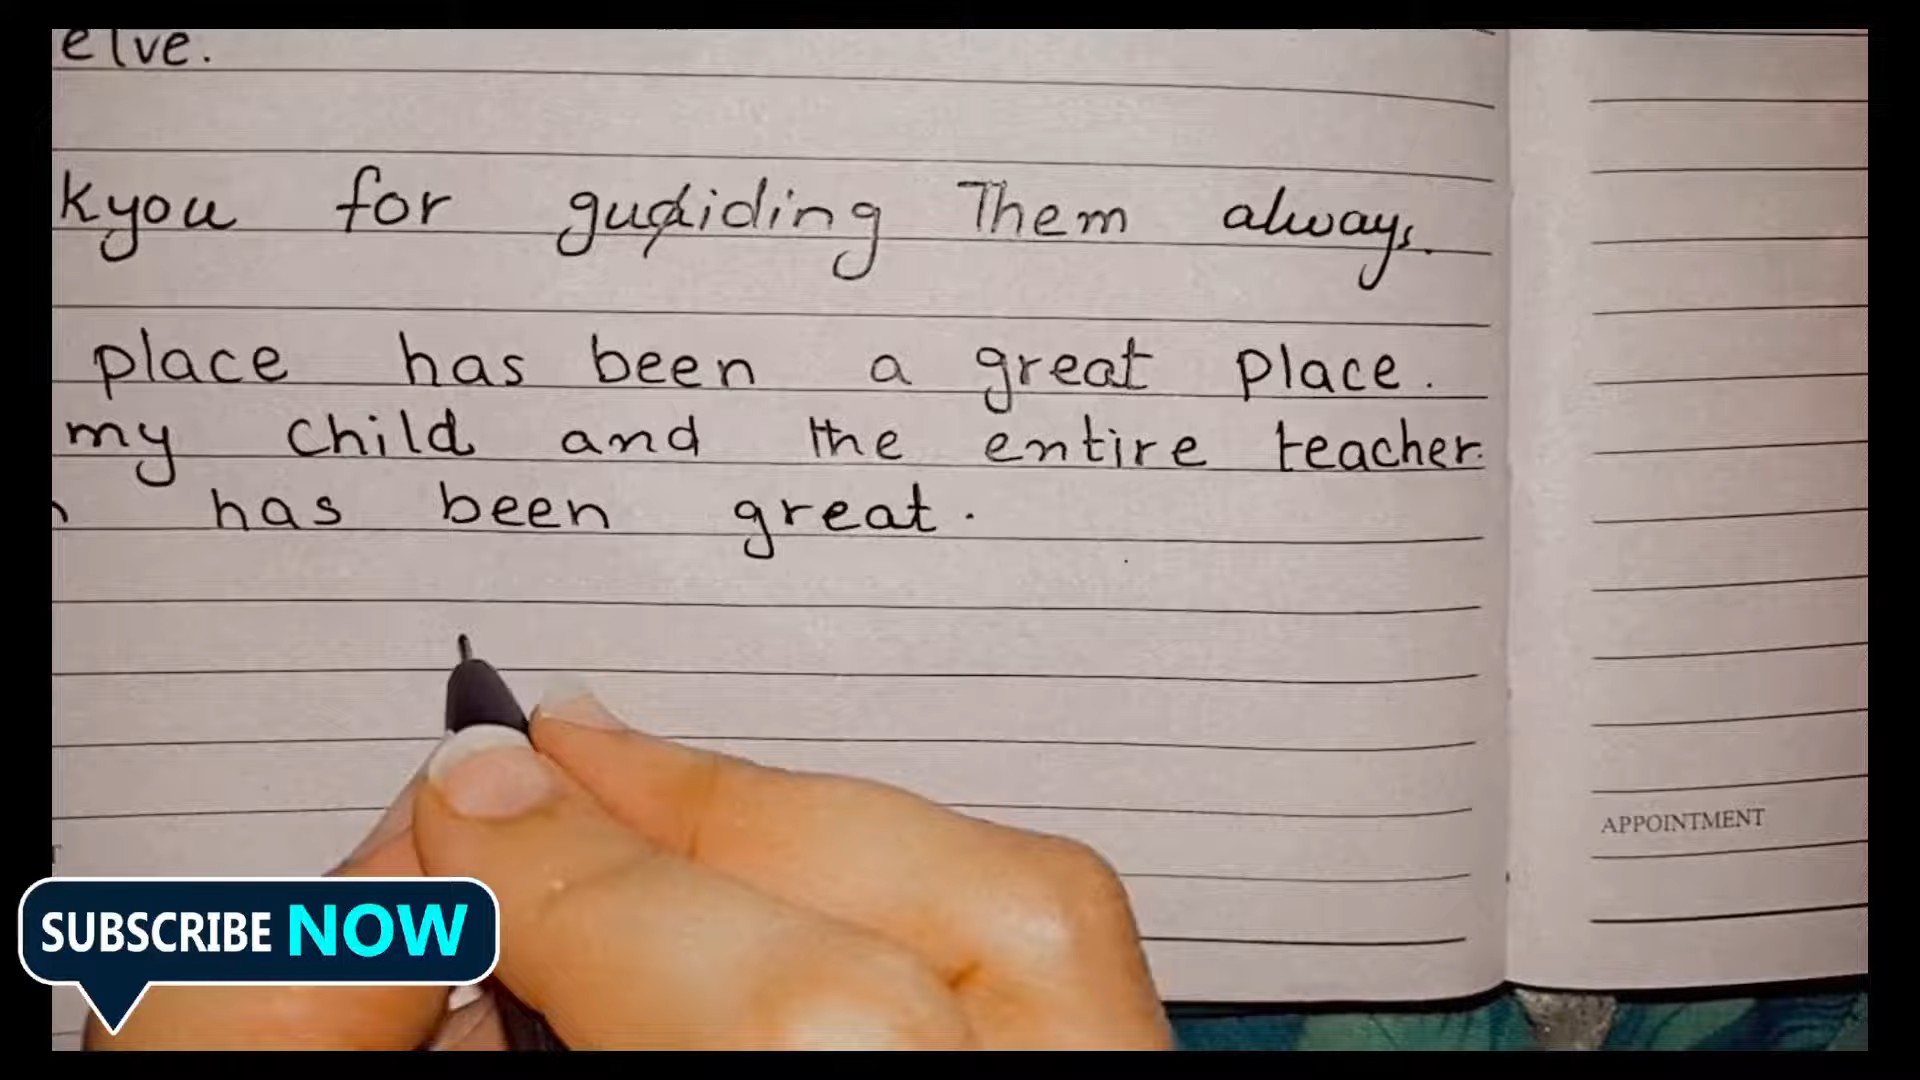 elve.
kyou for guiding Them always.
place has been a great place.
my child and the entire teacher.
has been great.
APPOINTMENT
SUBSCRIBE NOW